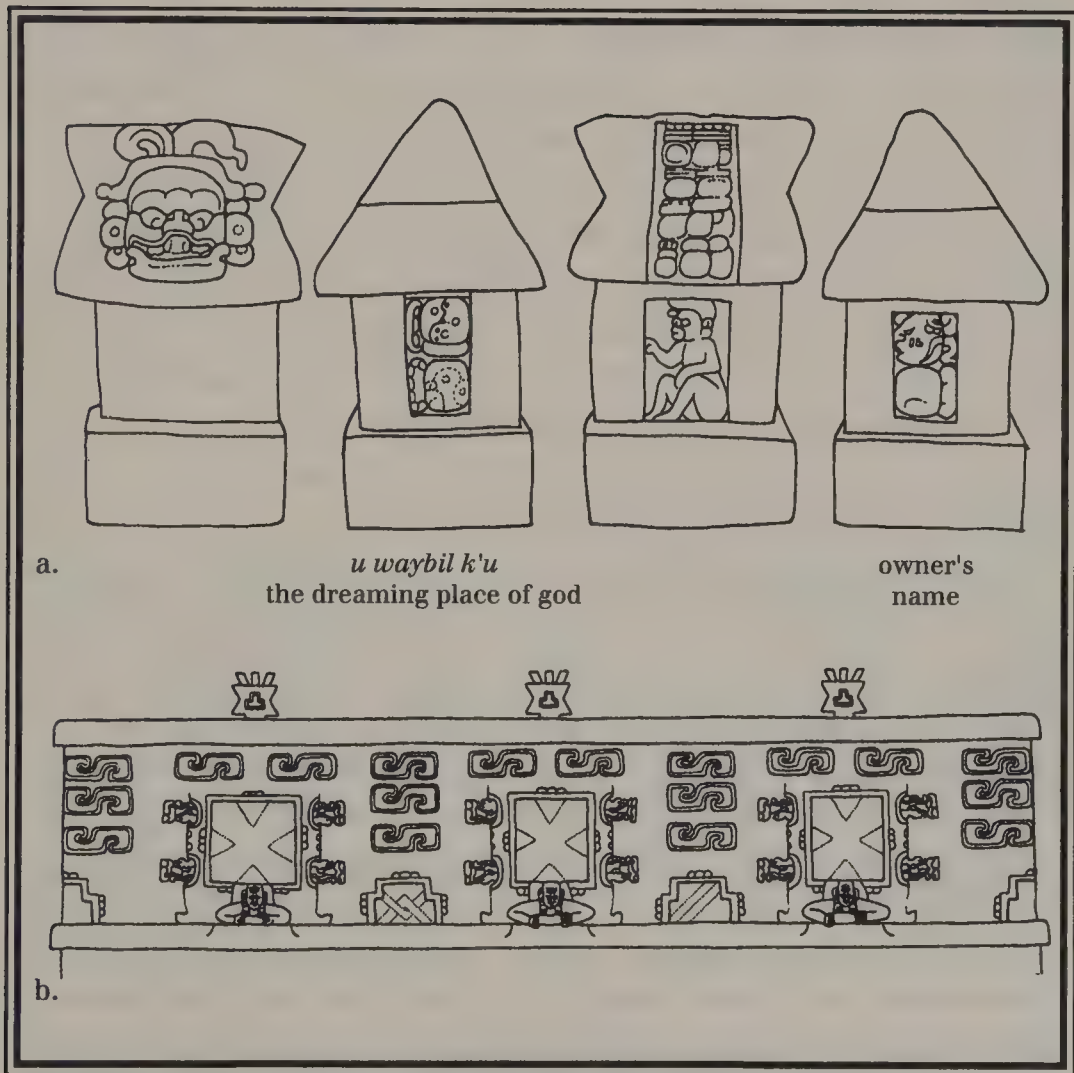 a.
u waybil k'u
the dreaming place of god
owner's
name
b.